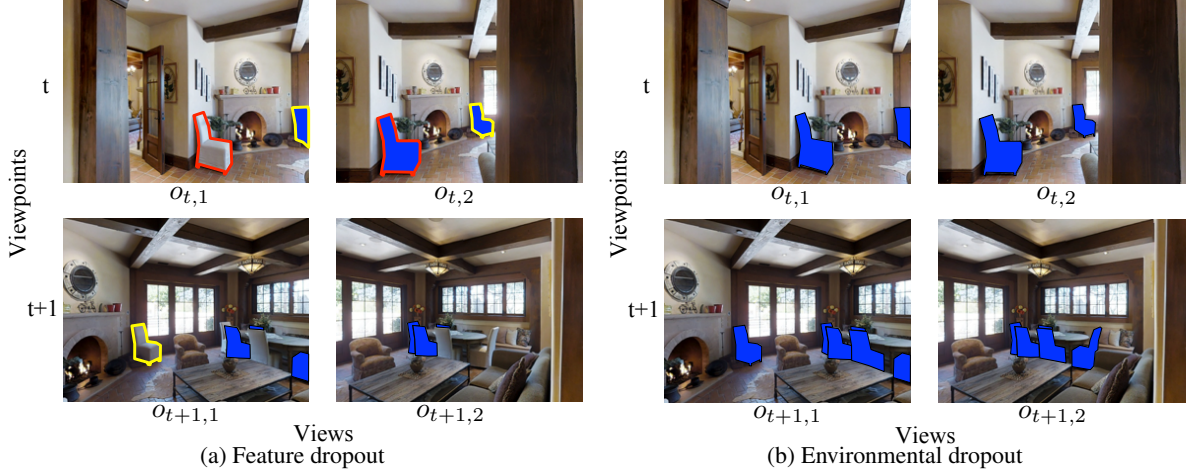 t
o_{t,1}
o_{t,2}
Viewpoints
t+1
o_{t+1,1}
o_{t+1,2}
Views
(a) Feature dropout
t
o_{t,1}
o_{t,2}
Viewpoints
t+1
o_{t+1,1}
o_{t+1,2}
Views
(b) Environmental dropout